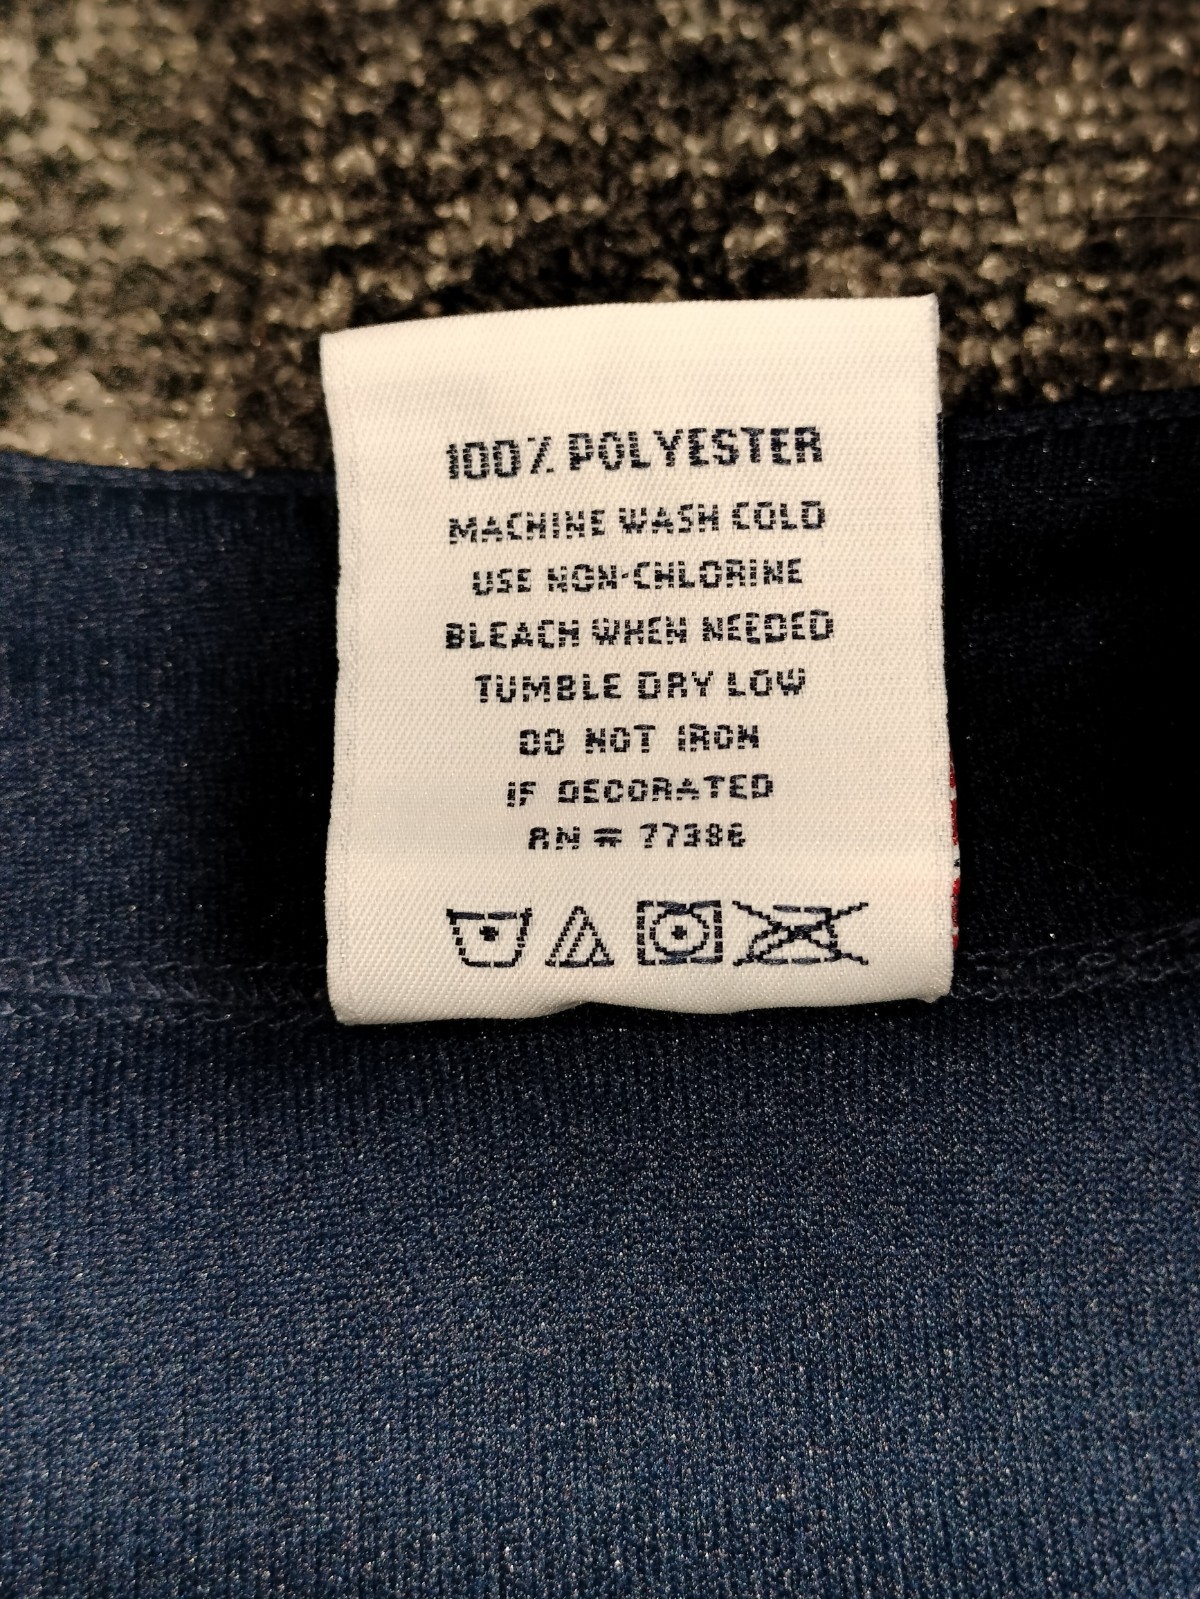 100% POLYESTER
MACHINE WASH COLD
USE NON-CHLORINE
BLEACH WHEN NEEDED
TUMBLE DRY LOW
DO NOT IRON
IF DECORATED
RN # 77386